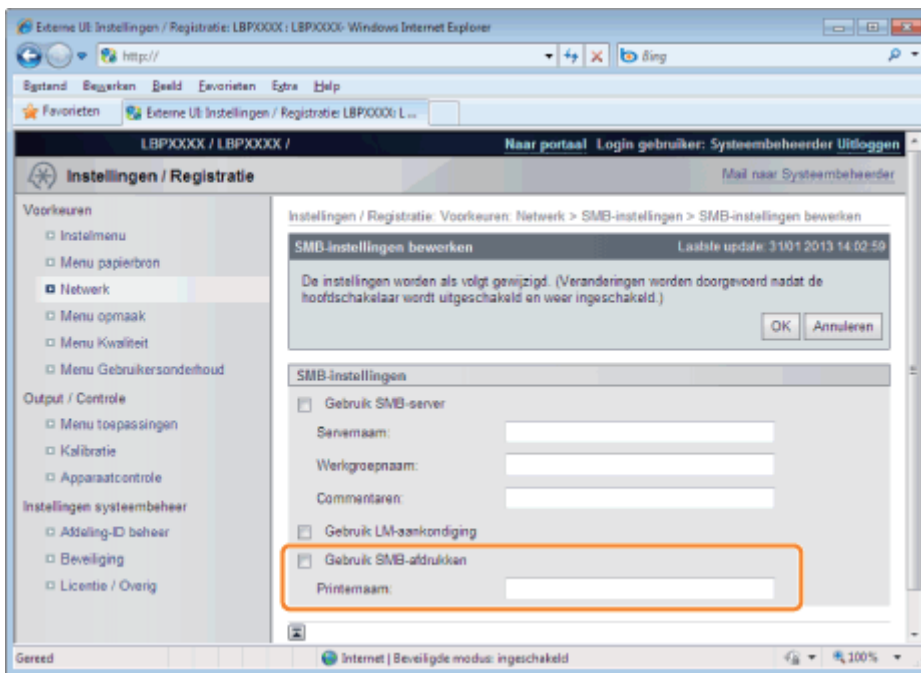 Externe UI: Instellingen / Registratie: LBPXXXX : LBPXXXX- Windows Internet Explorer
http://
Bing
Bestand Bewerken Beeld Favorieten Extra Help
Favorieten Externe UI: Instellingen / Registratie: LBPXXXX: L...
LBPXXXX / LBPXXXX / Naar portaal Login gebruiker: Systeembeheerder Uitloggen
Instellingen / Registratie Mail naar Systeembeheerder
Voorkeuren
Instelmenu
Menu papierbron
Netwerk
Menu opmaak
Menu Kwaliteit
Menu Gebruikersonderhoud
Output / Controle
Menu toepassingen
Kalibratie
Apparaatcontrole
Instellingen systeembeheer
Afdeling-ID beheer
Beveiliging
Licentie / Overig
Instellingen / Registratie: Voorkeuren: Netwerk > SMB-instellingen > SMB-instellingen bewerken
SMB-instellingen bewerken Laatste update: 31/01 2013 14:02:59
De instellingen worden als volgt gewijzigd. (Veranderingen worden doorgevoerd nadat de
hoofdschakelaar wordt uitgeschakeld en weer ingeschakeld.)
OK Annuleren
SMB-instellingen
Gebruik SMB-server
Servernaam:
Werkgroepnaam:
Commentaren:
Gebruik LM-aankondiging
Gebruik SMB-afdrukken
Printernaam:
Gereed Internet | Beveiligde modus: ingeschakeld 100%